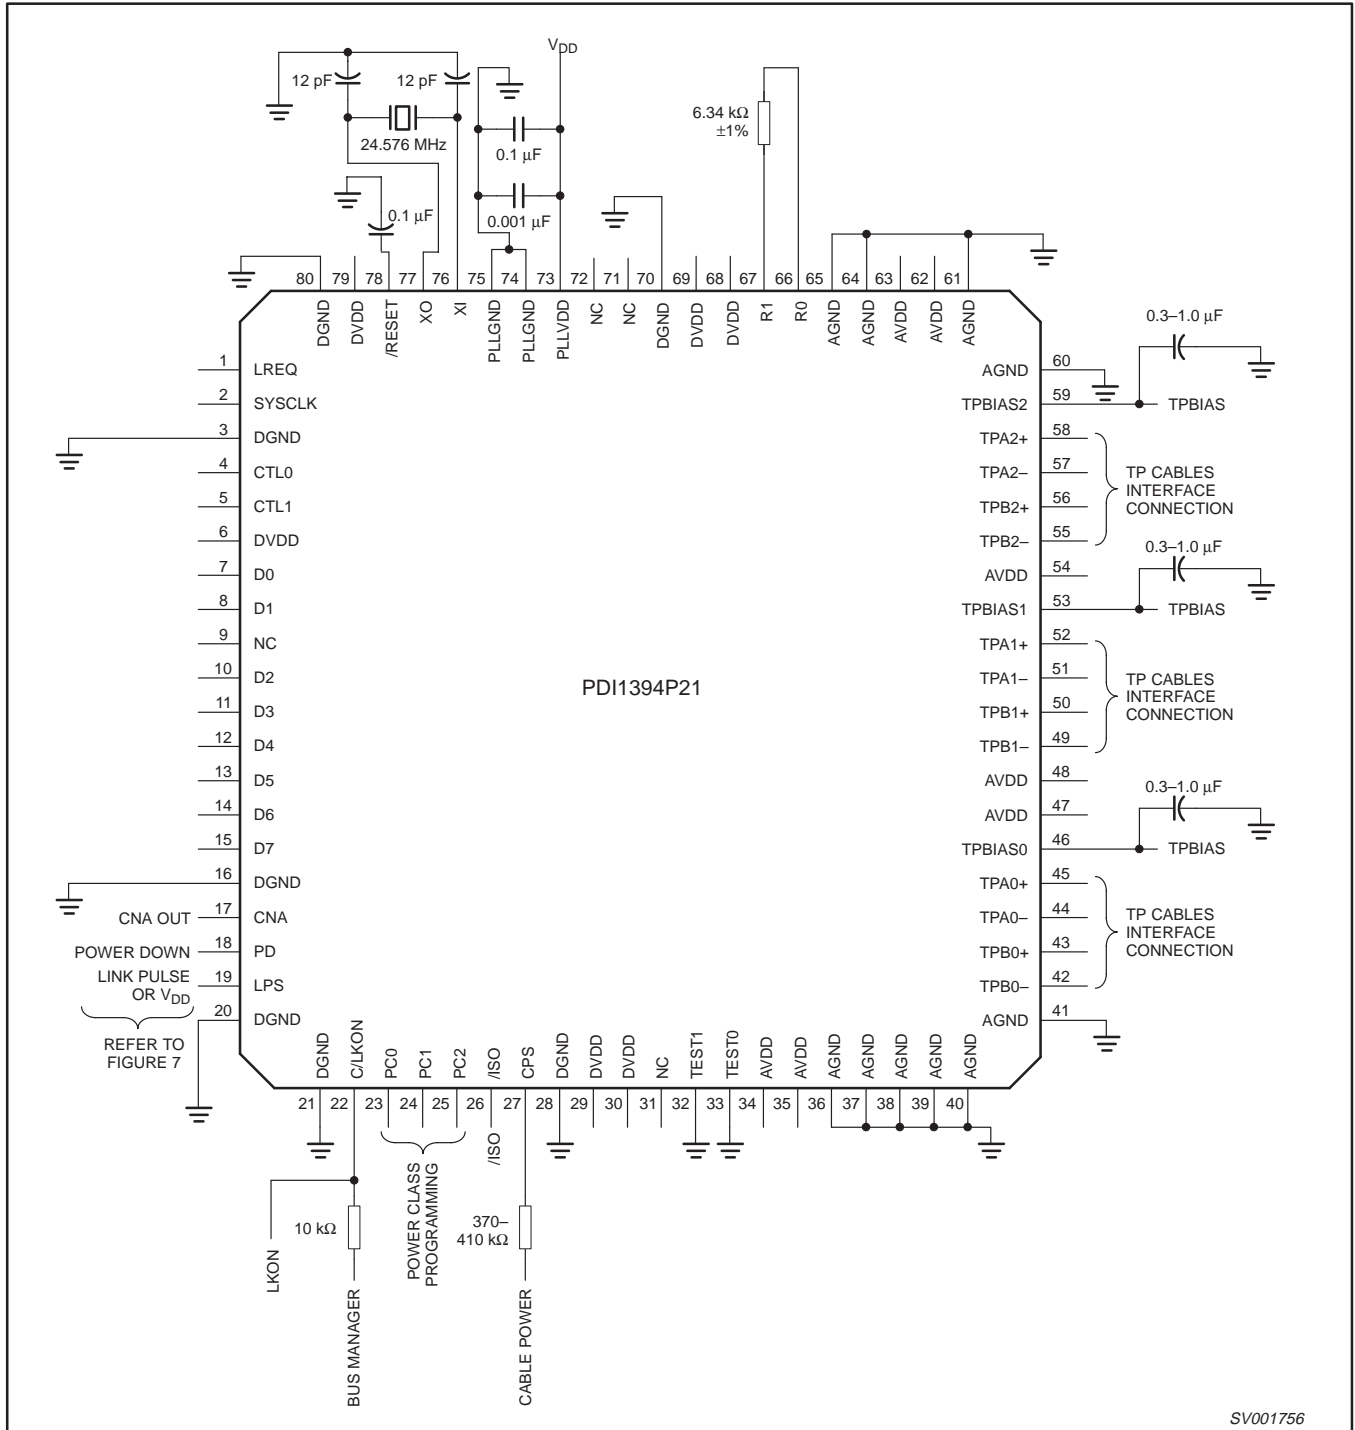 V_DD
12 pF
12 pF
24.576 MHz
0.1 µF
0.1 µF
0.001 µF
6.34 kΩ
±1%
80 79 78 77 76 75 74 73 72 71 70 69 68 67 66 65 64 63 62 61
DGND
DVDD
/RESET
XO
XI
PLLGND
PLLGND
PLLVDD
NC
NC
DGND
DVDD
DVDD
R1
R0
AGND
AGND
AVDD
AVDD
AGND
1 LREQ
2 SYSCLK
3 DGND
4 CTL0
5 CTL1
6 DVDD
7 D0
8 D1
9 NC
10 D2
11 D3
12 D4
13 D5
14 D6
15 D7
16 DGND
CNA OUT 17 CNA
POWER DOWN 18 PD
LINK PULSE
OR V_DD
19 LPS
20 DGND
REFER TO
FIGURE 7
PDI1394P21
0.3–1.0 µF
AGND 60
TPBIAS2 59 TPBIAS
TPA2+ 58
TPA2– 57
TPB2+ 56
TPB2– 55
TP CABLES
INTERFACE
CONNECTION
0.3–1.0 µF
AVDD 54
TPBIAS1 53 TPBIAS
TPA1+ 52
TPA1– 51
TPB1+ 50
TPB1– 49
TP CABLES
INTERFACE
CONNECTION
AVDD 48
AVDD 47
0.3–1.0 µF
TPBIAS0 46 TPBIAS
TPA0+ 45
TPA0– 44
TPB0+ 43
TPB0– 42
TP CABLES
INTERFACE
CONNECTION
AGND 41
DGND
C/LKON
PC0
PC1
PC2
/ISO
CPS
DGND
DVDD
DVDD
NC
TEST1
TEST0
AVDD
AVDD
AGND
AGND
AGND
AGND
AGND
21 22 23 24 25 26 27 28 29 30 31 32 33 34 35 36 37 38 39 40
LKON
10 kΩ
BUS MANAGER
POWER CLASS
PROGRAMMING
/ISO
370–
410 kΩ
CABLE POWER
SV001756